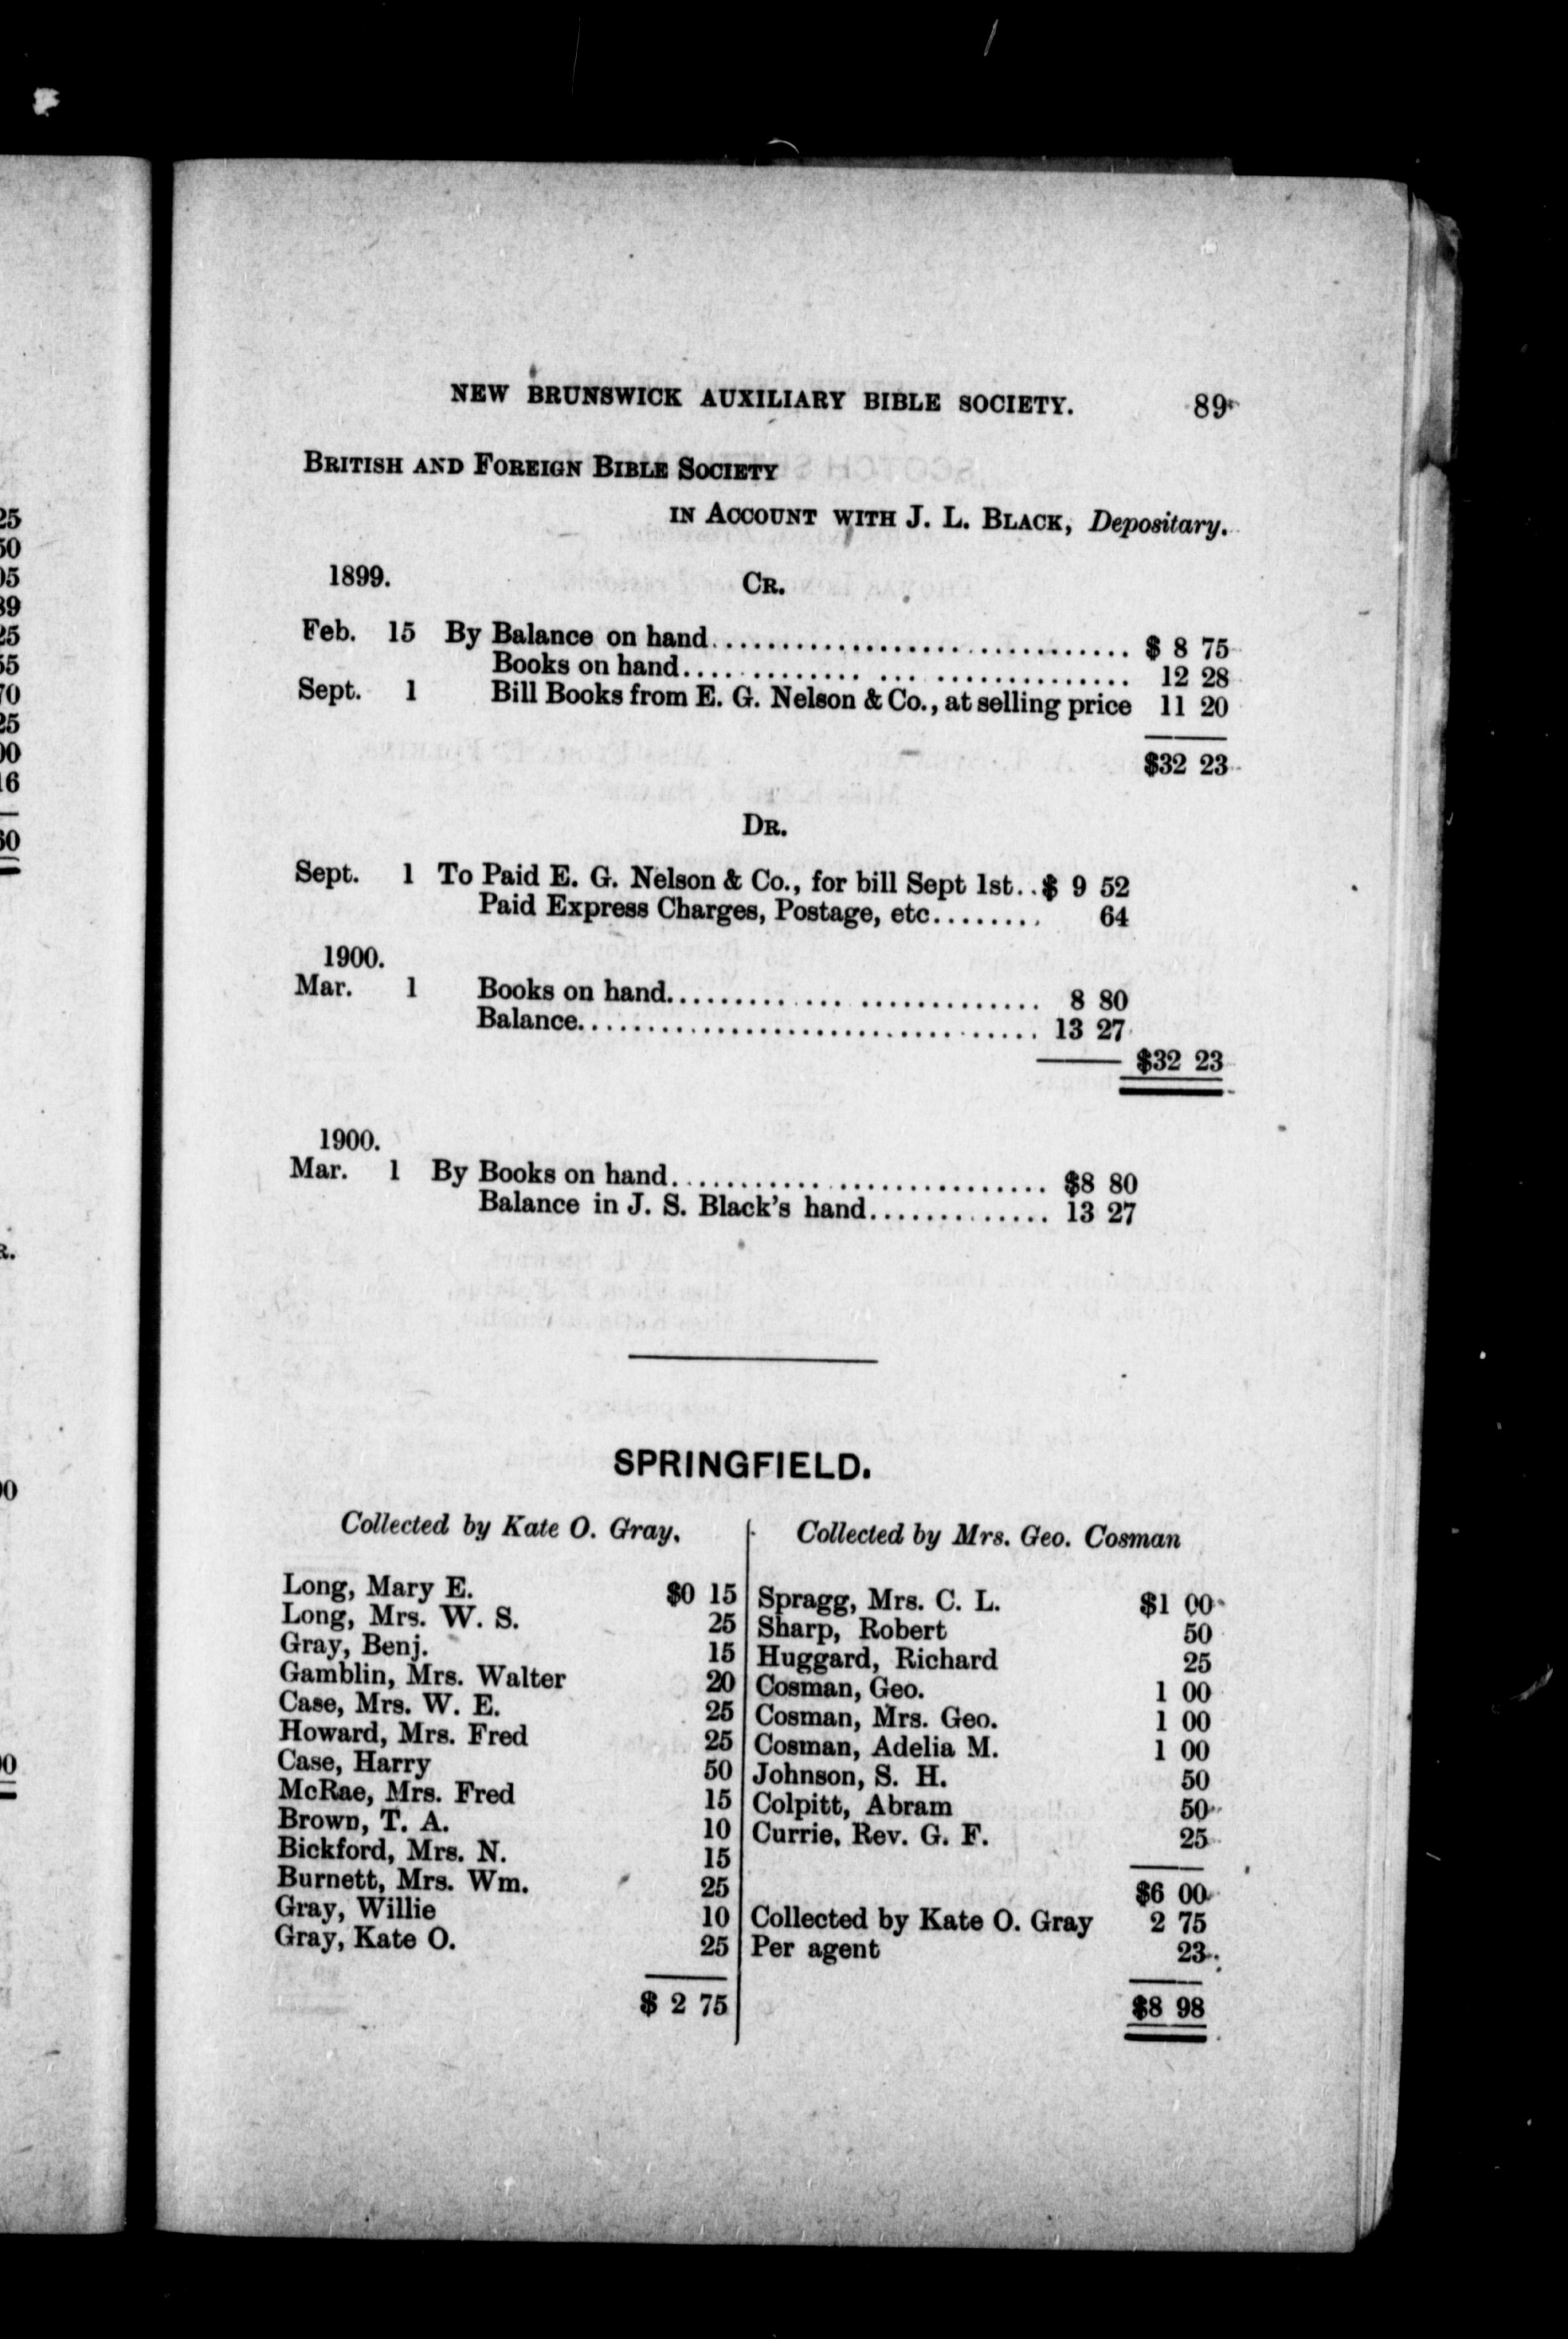 NEW BRUNSWICK AUXILIARY BIBLE SOCIETY. 89
BRITISH AND FOREIGN BIBLE SOCIETY
IN ACCOUNT WITH J. L. BLACK, Depositary.
1899. CR.
Feb. 15 By Balance on hand.............................. $ 8 75
Books on hand.............................. 12 28
Sept. 1 Bill Books from E. G. Nelson & Co., at selling price 11 20
$32 23
DR.
Sept. 1 To Paid E. G. Nelson & Co., for bill Sept 1st..$ 9 52
Paid Express Charges, Postage, etc........ 64
1900.
Mar. 1 Books on hand.......................... 8 80
Balance................................. 13 27
$32 23
1900.
Mar. 1 By Books on hand........................... $8 80
Balance in J. S. Black's hand............. 13 27
SPRINGFIELD.
Collected by Kate O. Gray.
Long, Mary E. $0 15
Long, Mrs. W. S. 25
Gray, Benj. 15
Gamblin, Mrs. Walter 20
Case, Mrs. W. E. 25
Howard, Mrs. Fred 25
Case, Harry 50
McRae, Mrs. Fred 15
Brown, T. A. 10
Bickford, Mrs. N. 15
Burnett, Mrs. Wm. 25
Gray, Willie 10
Gray, Kate O. 25
$ 2 75
Collected by Mrs. Geo. Cosman
Spragg, Mrs. C. L. $1 00
Sharp, Robert 50
Huggard, Richard 25
Cosman, Geo. 1 00
Cosman, Mrs. Geo. 1 00
Cosman, Adelia M. 1 00
Johnson, S. H. 50
Colpitt, Abram 50
Currie, Rev. G. F. 25
$6 00
Collected by Kate O. Gray 2 75
Per agent 23
$8 98